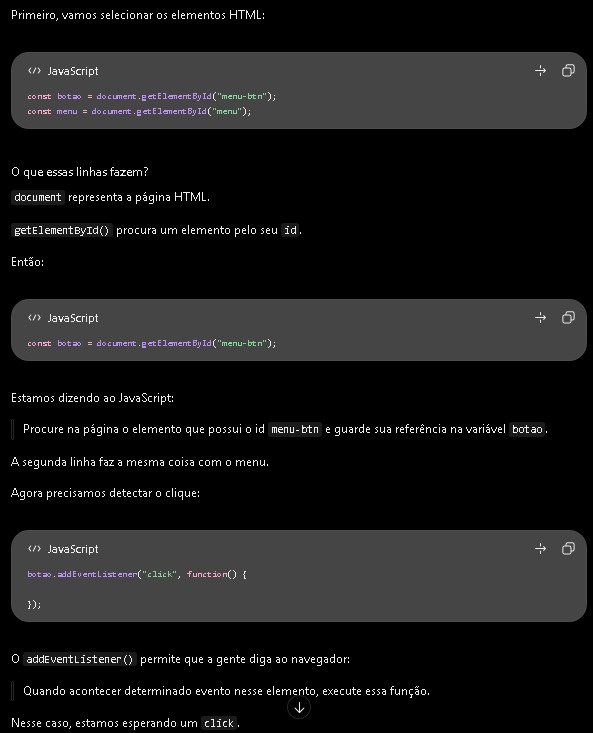 Primeiro, vamos selecionar os elementos HTML:
</> JavaScript
const botao = document.getElementById("menu-btn");
const menu = document.getElementById("menu");
O que essas linhas fazem?
document representa a página HTML.
getElementById() procura um elemento pelo seu id.
Então:
</> JavaScript
const botao = document.getElementById("menu-btn");
Estamos dizendo ao JavaScript:
Procure na página o elemento que possui o id menu-btn e guarde sua referência na variável botao.
A segunda linha faz a mesma coisa com o menu.
Agora precisamos detectar o clique:
</> JavaScript
botao.addEventListener("click", function() {
});
O addEventListener() permite que a gente diga ao navegador:
Quando acontecer determinado evento nesse elemento, execute essa função.
Nesse caso, estamos esperando um click.